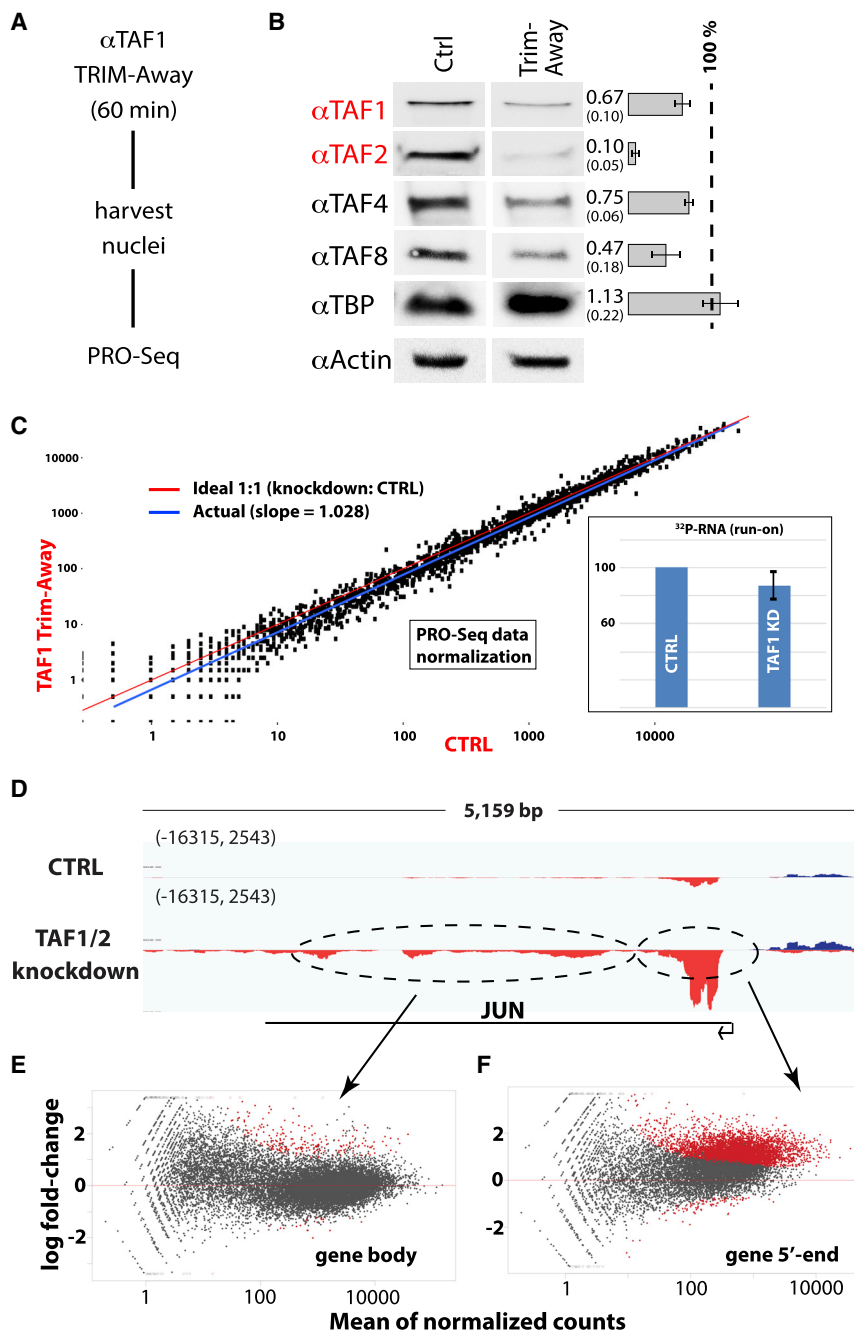 A
αTAF1
TRIM-Away
(60 min)
harvest
nuclei
PRO-Seq
B
Ctrl
Trim-
Away
100 %
αTAF1
0.67
(0.10)
αTAF2
0.10
(0.05)
αTAF4
0.75
(0.06)
αTAF8
0.47
(0.18)
αTBP
1.13
(0.22)
αActin
C
TAF1 Trim-Away
10000
1000
100
10
1
Ideal 1:1 (knockdown: CTRL)
Actual (slope = 1.028)
PRO-Seq data
normalization
32P-RNA (run-on)
100
60
CTRL
TAF1 KD
1
10
100
1000
10000
CTRL
D
5,159 bp
(-16315, 2543)
CTRL
(-16315, 2543)
TAF1/2
knockdown
JUN
E
log fold-change
2
0
-2
gene body
1
100
10000
F
2
0
-2
gene 5’-end
1
100
10000
Mean of normalized counts